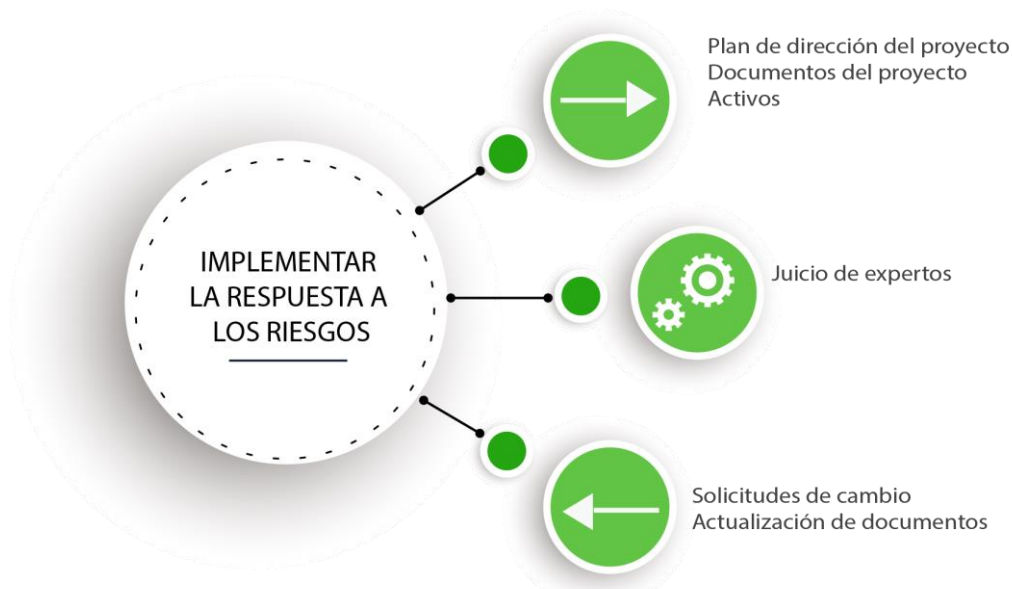 IMPLEMENTAR
LA RESPUESTA A
LOS RIESGOS
Plan de dirección del proyecto
Documentos del proyecto
Activos
Juicio de expertos
Solicitudes de cambio
Actualización de documentos